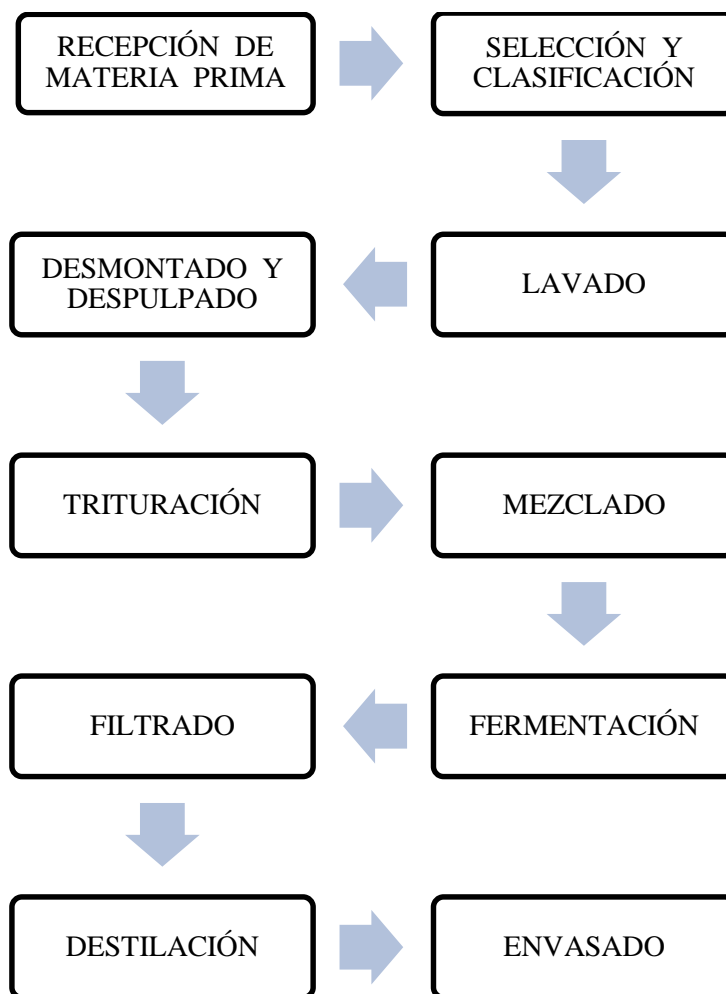 RECEPCIÓN DE
MATERIA PRIMA
SELECCIÓN Y
CLASIFICACIÓN
LAVADO
DESMONTADO Y
DESPULPADO
TRITURACIÓN
MEZCLADO
FERMENTACIÓN
FILTRADO
DESTILACIÓN
ENVASADO